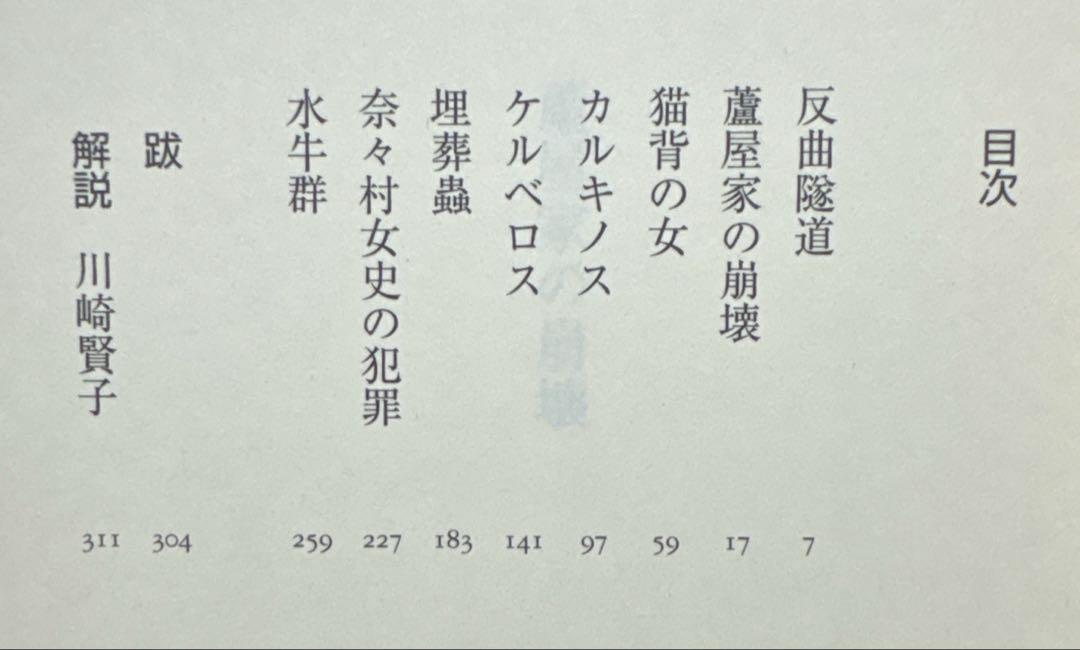 目次
反曲隧道 7
蘆屋家の崩壊 17
猫背の女 59
カルキノス 97
ケルベロス 141
埋葬蟲 183
奈々村女史の犯罪 227
水牛群 259
跋 304
解説 川崎賢子 311